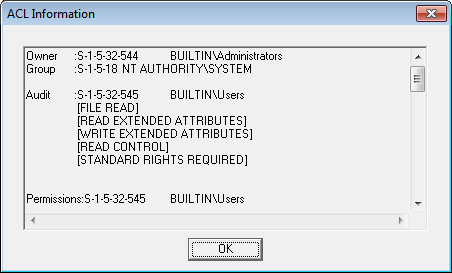 ACL Information
Owner :S-1-5-32-544 BUILTIN\Administrators
Group :S-1-5-18 NT AUTHORITY\SYSTEM
Audit :S-1-5-32-545 BUILTIN\Users
[FILE READ]
[READ EXTENDED ATTRIBUTES]
[WRITE EXTENDED ATTRIBUTES]
[READ CONTROL]
[STANDARD RIGHTS REQUIRED]
Permissions:S-1-5-32-545 BUILTIN\Users
OK